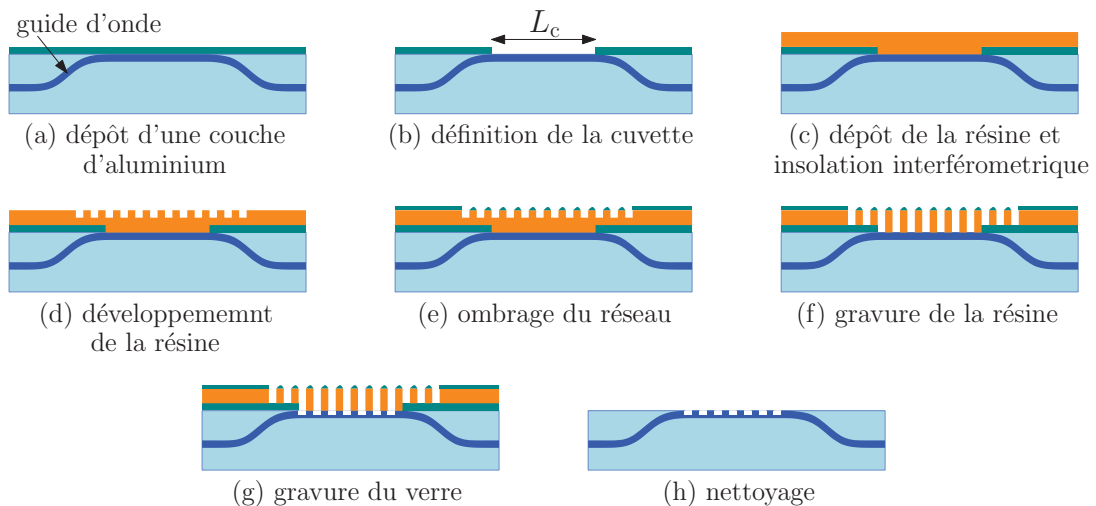 guide d'onde
L_c
(a) dépôt d'une couche
d'aluminium
(b) définition de la cuvette
(c) dépôt de la résine et
insolation interférometrique
(d) développememnt
de la résine
(e) ombrage du réseau
(f) gravure de la résine
(g) gravure du verre
(h) nettoyage